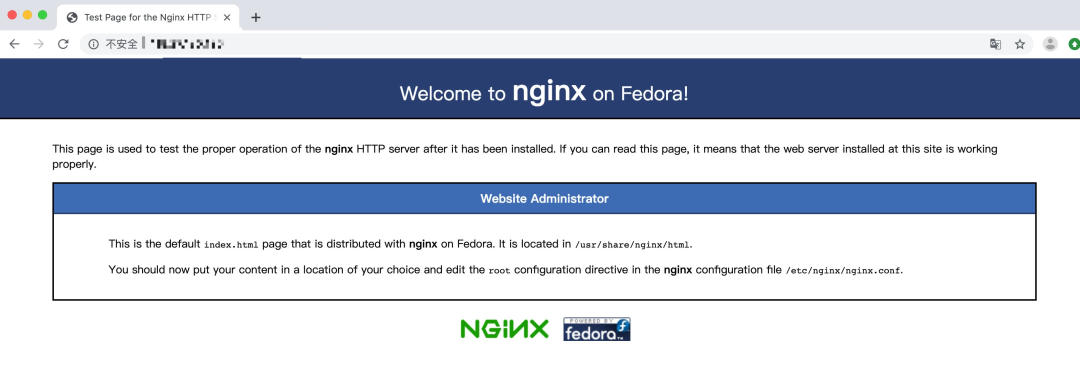 Test Page for the Nginx HTTP S
不安全
Welcome to nginx on Fedora!
This page is used to test the proper operation of the nginx HTTP server after it has been installed. If you can read this page, it means that the web server installed at this site is working
properly.
Website Administrator
This is the default index.html page that is distributed with nginx on Fedora. It is located in /usr/share/nginx/html.
You should now put your content in a location of your choice and edit the root configuration directive in the nginx configuration file /etc/nginx/nginx.conf.
NGINX
POWERED BY
fedora